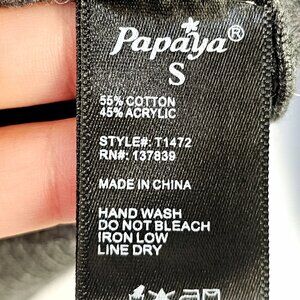 Papaya®
S
55% COTTON
45% ACRYLIC
STYLE#: T1472
RN#: 137839
MADE IN CHINA
HAND WASH
DO NOT BLEACH
IRON LOW
LINE DRY